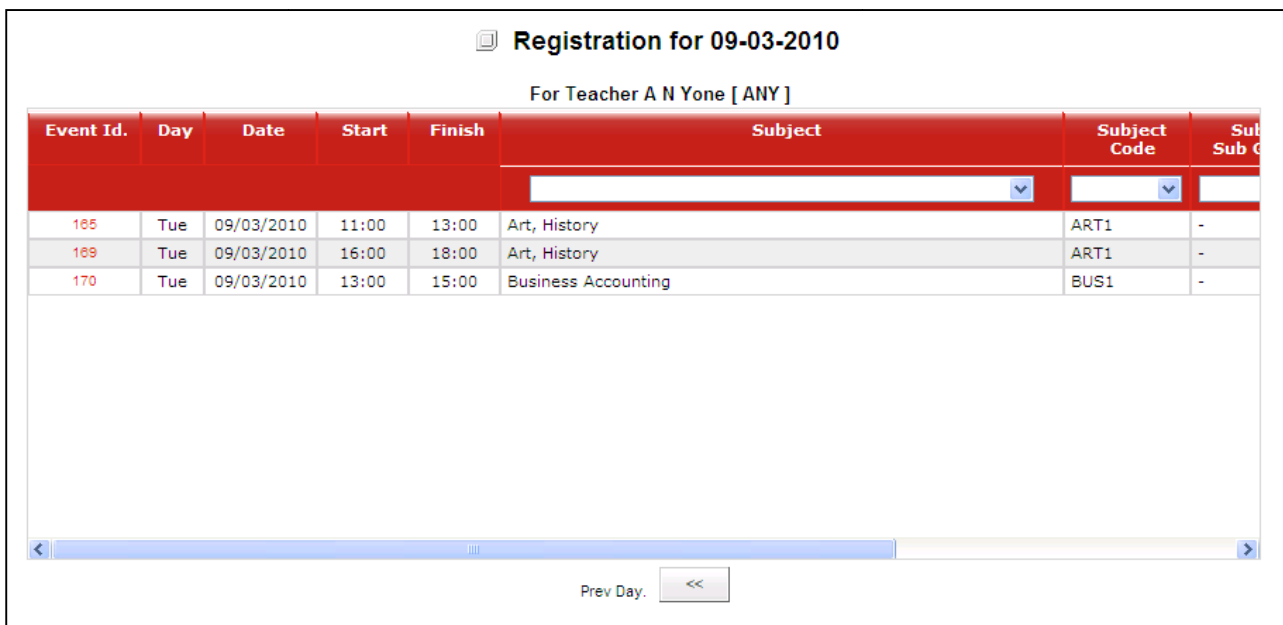 Registration for 09-03-2010
For Teacher A N Yone [ ANY ]
Event Id. Day Date Start Finish Subject Subject Code Sub
Sub G
165 Tue 09/03/2010 11:00 13:00 Art, History ART1 -
169 Tue 09/03/2010 16:00 18:00 Art, History ART1 -
170 Tue 09/03/2010 13:00 15:00 Business Accounting BUS1 -
Prev Day. <<